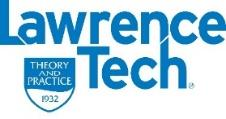 Lawrence
Tech®
THEORY
AND
PRACTICE
1932